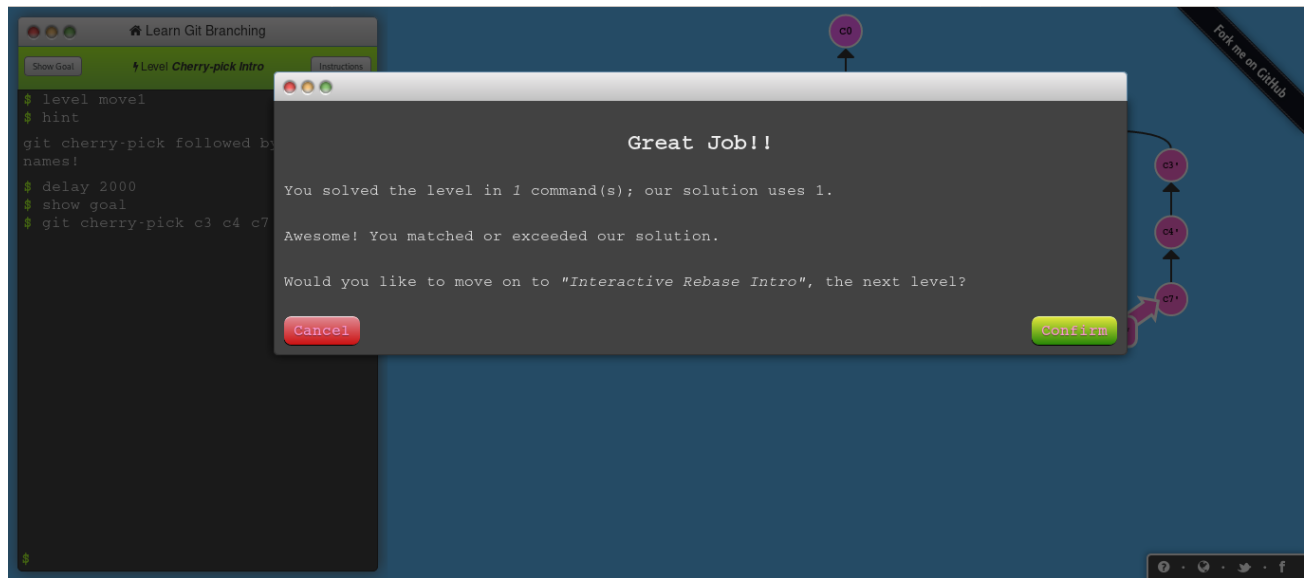 Learn Git Branching
Show Goal
Level Cherry-pick Intro
Instructions
$ level move1
$ hint
git cherry-pick followed by
names!
$ delay 2000
$ show goal
$ git cherry-pick c3 c4 c7
$
Great Job!!
You solved the level in 1 command(s); our solution uses 1.
Awesome! You matched or exceeded our solution.
Would you like to move on to "Interactive Rebase Intro", the next level?
Cancel
Confirm
C0
C3'
C4'
C7'
Fork me on GitHub